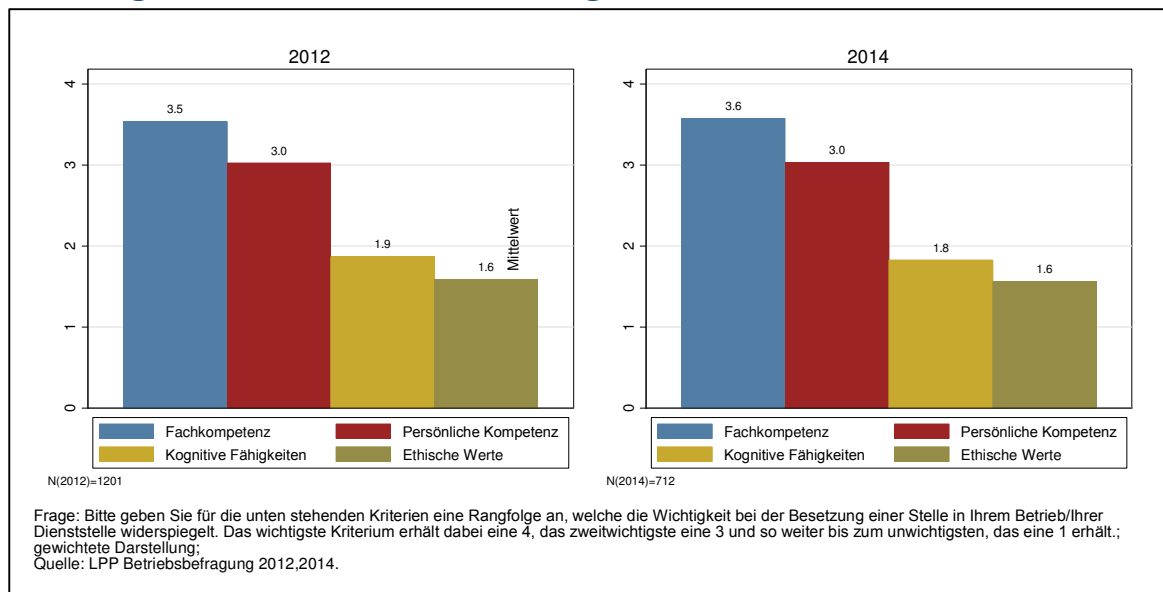 2012
4
3
2
1
0
3.5
3.0
1.9
1.6
Mittelwert
Fachkompetenz
Persönliche Kompetenz
Kognitive Fähigkeiten
Ethische Werte
N(2012)=1201
2014
4
3
2
1
0
3.6
3.0
1.8
1.6
Fachkompetenz
Persönliche Kompetenz
Kognitive Fähigkeiten
Ethische Werte
N(2014)=712
Frage: Bitte geben Sie für die unten stehenden Kriterien eine Rangfolge an, welche die Wichtigkeit bei der Besetzung einer Stelle in Ihrem Betrieb/Ihrer
Dienststelle widerspiegelt. Das wichtigste Kriterium erhält dabei eine 4, das zweitwichtigste eine 3 und so weiter bis zum unwichtigsten, das eine 1 erhält.;
gewichtete Darstellung;
Quelle: LPP Betriebsbefragung 2012,2014.